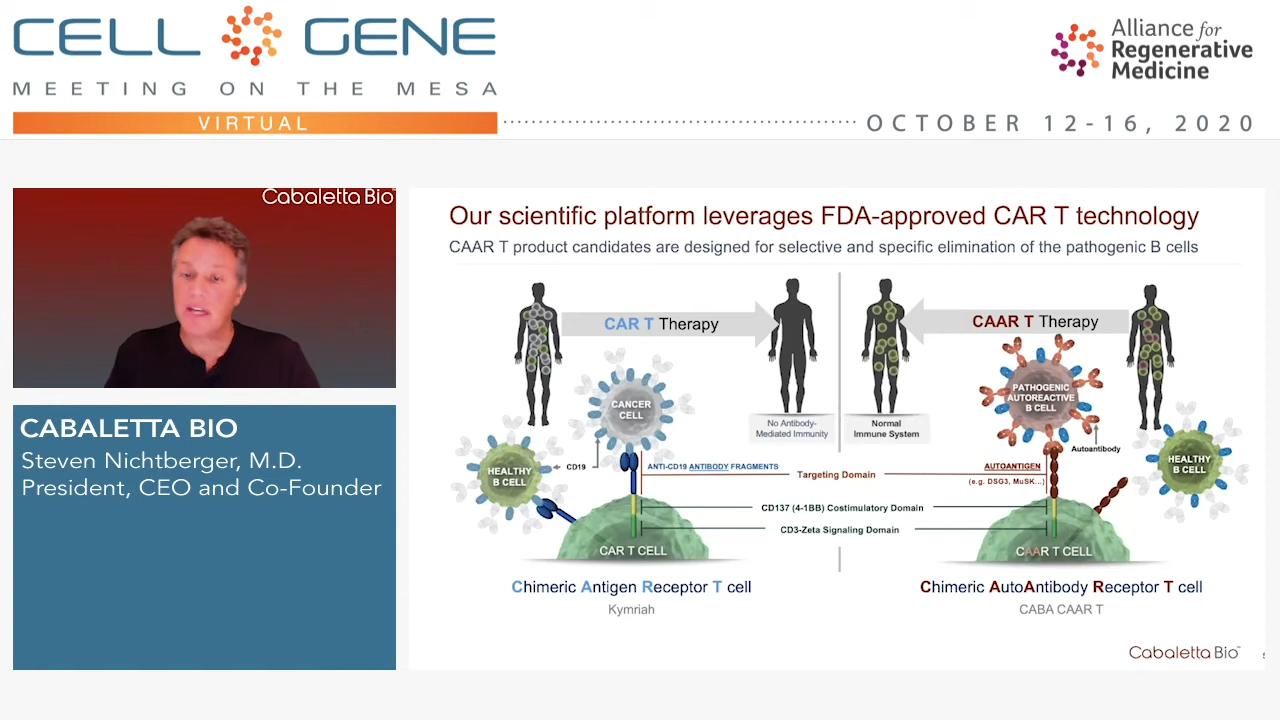 CELL GENE
MEETING ON THE MESA
VIRTUAL
Alliance for
Regenerative
Medicine
OCTOBER 12-16, 2020
Cabaletta Bio™
CABALETTA BIO
Steven Nichtberger, M.D.
President, CEO and Co-Founder
Our scientific platform leverages FDA-approved CAR T technology
CAAR T product candidates are designed for selective and specific elimination of the pathogenic B cells
CAR T Therapy
CAAR T Therapy
CANCER
CELL
PATHOGENIC
AUTOREACTIVE
B CELL
No Antibody-
Mediated Immunity
Normal
Immune System
Autoantibody
HEALTHY
B CELL
CD19
ANTI-CD19 ANTIBODY FRAGMENTS
Targeting Domain
AUTOANTIGEN
(e.g. DSG3, MuSK...)
HEALTHY
B CELL
CD137 (4-1BB) Costimulatory Domain
CD3-Zeta Signaling Domain
CAR T CELL
CAAR T CELL
Chimeric Antigen Receptor T cell
Kymriah
Chimeric AutoAntibody Receptor T cell
CABA CAAR T
Cabaletta Bio™